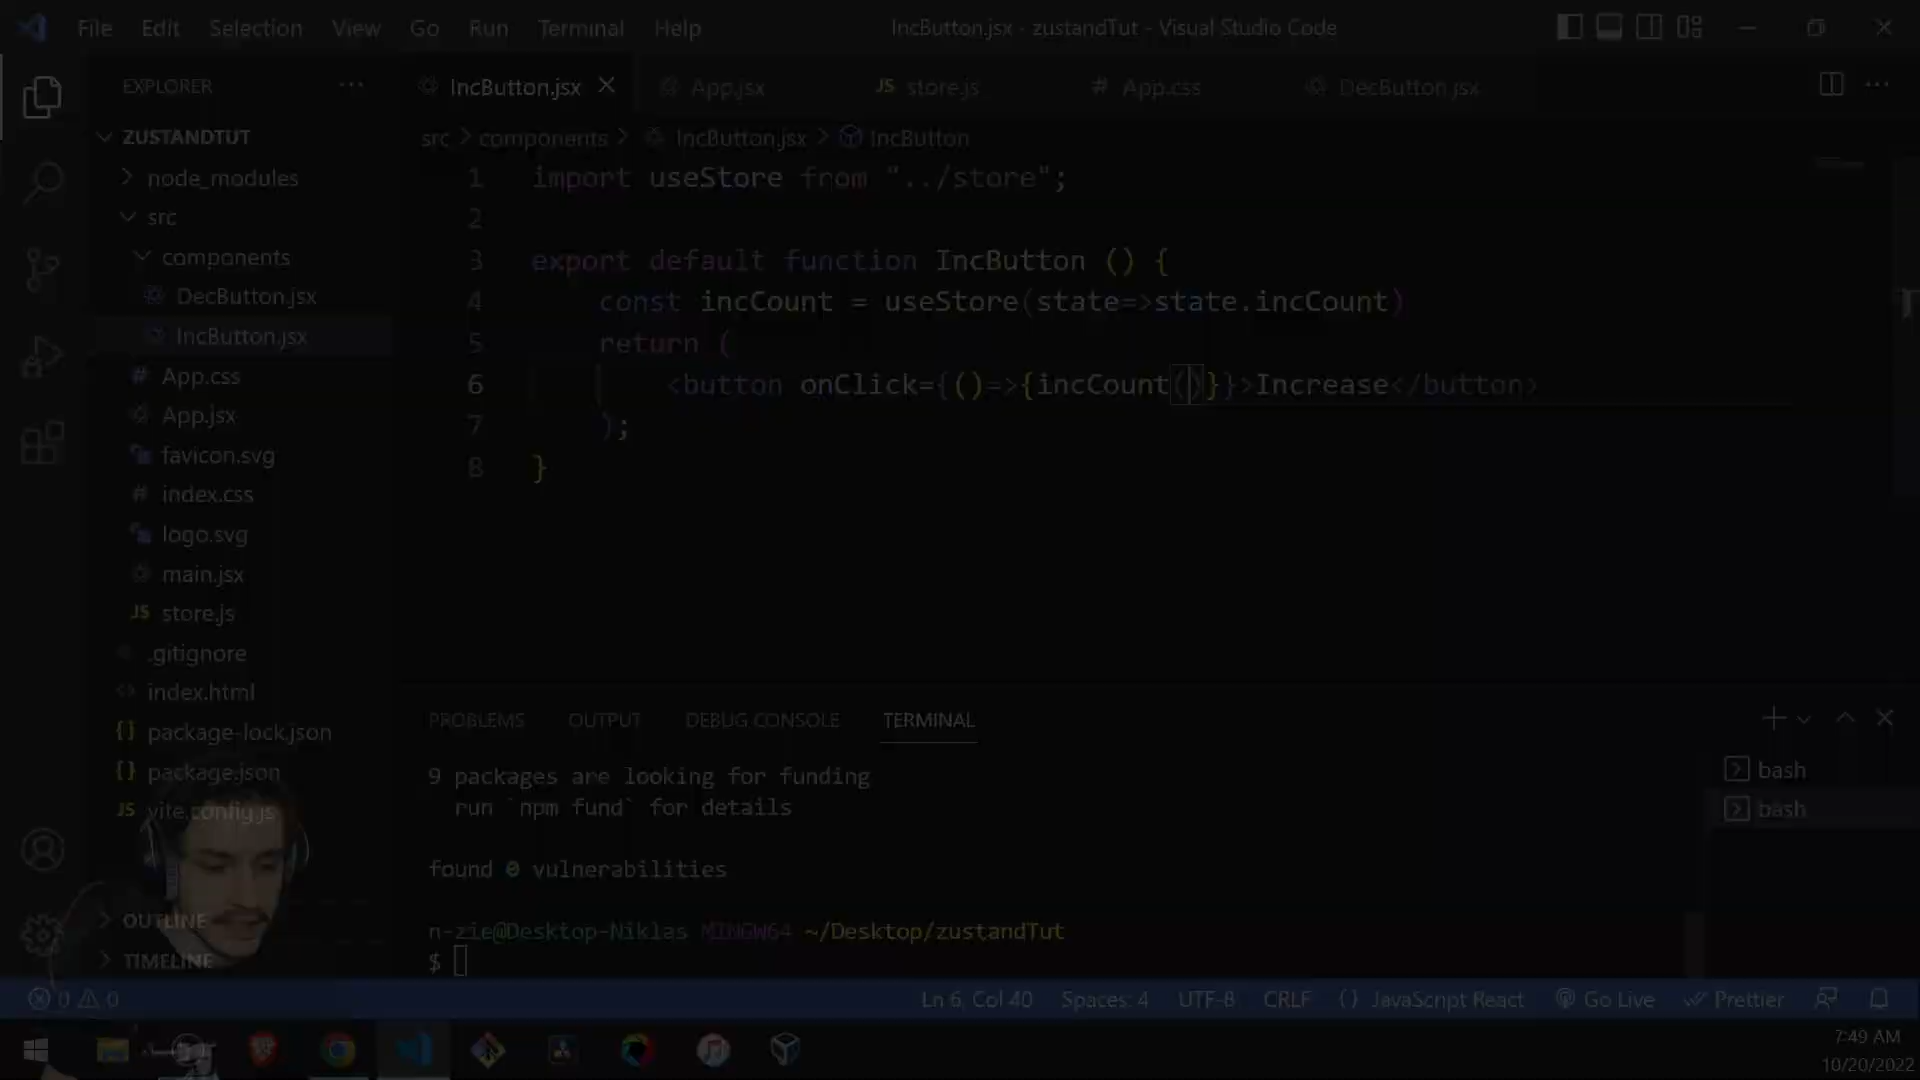 File Edit Selection View Go Run Terminal Help
IncButton.jsx - zustandTut - Visual Studio Code
EXPLORER ···
IncButton.jsx
App.jsx
JS store.js
# App.css
DecButton.jsx
···
ZUSTANDTUT
src > components > IncButton.jsx > IncButton
node_modules
src
components
DecButton.jsx
IncButton.jsx
# App.css
App.jsx
favicon.svg
# index.css
logo.svg
main.jsx
JS store.js
.gitignore
<> index.html
{} package-lock.json
{} package.json
JS vite.config.js
OUTLINE
TIMELINE
1 import useStore from "../store";
2
3 export default function IncButton () {
4 const incCount = useStore(state=>state.incCount)
5 return (
6 <button onClick={()=>{incCount()}}>Increase</button>
7 );
8 }
PROBLEMS OUTPUT DEBUG CONSOLE TERMINAL
9 packages are looking for funding
run `npm fund` for details
found 0 vulnerabilities
n-zie@Desktop-Niklas MINGW64 ~/Desktop/zustandTut
$
bash
bash
0 0
Ln 6, Col 40 Spaces: 4 UTF-8 CRLF {} JavaScript React Go Live Prettier
7:49 AM
10/20/2022